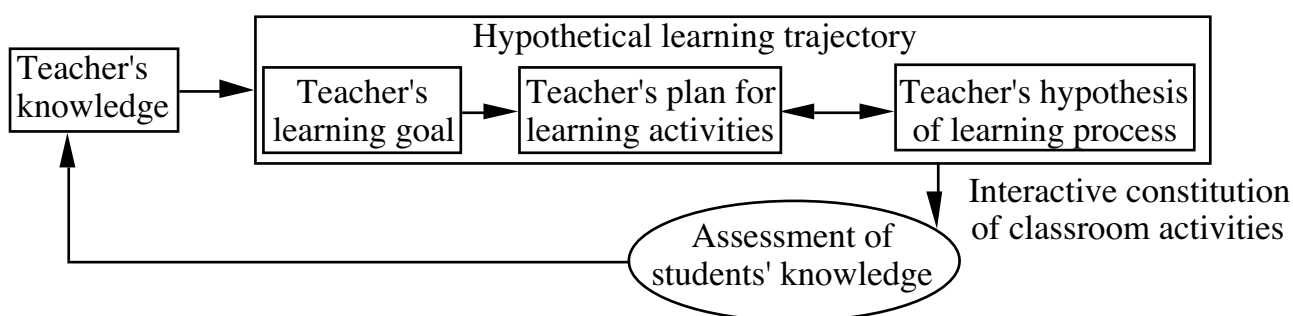 Hypothetical learning trajectory
Teacher's
knowledge
Teacher's
learning goal
Teacher's plan for
learning activities
Teacher's hypothesis
of learning process
Interactive constitution
of classroom activities
Assessment of
students' knowledge